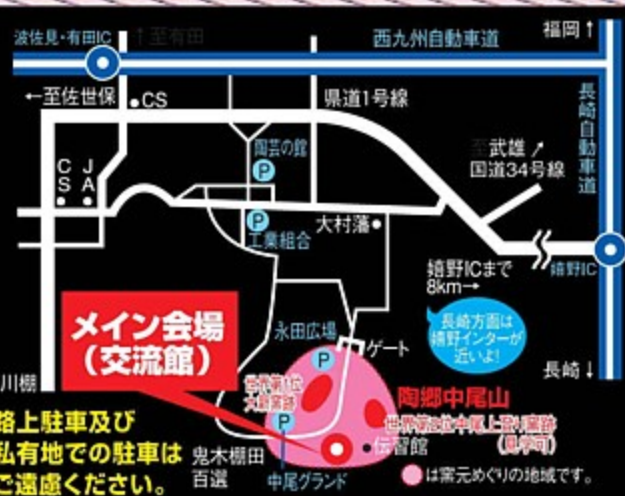 波佐見・有田IC
↑至有田
西九州自動車道
福岡↑
←至佐世保
•CS
県道1号線
長崎自動車道
陶芸の館
P
至武雄↗
国道34号線
CS
JA
P
工業組合
大村藩•
嬉野ICまで
8km→
嬉野IC
長崎方面は
嬉野インターが
近いよ!
メイン会場
(交流館)
永田広場
P
ゲート
長崎↓
川棚
世界第1位
大窯跡
陶郷中尾山
世界第2位中尾上登り窯跡
(見学可)
P
•伝習館
路上駐車及び
私有地での駐車は
ご遠慮ください。
鬼木棚田
百選
中尾グランド
は窯元めぐりの地域です。